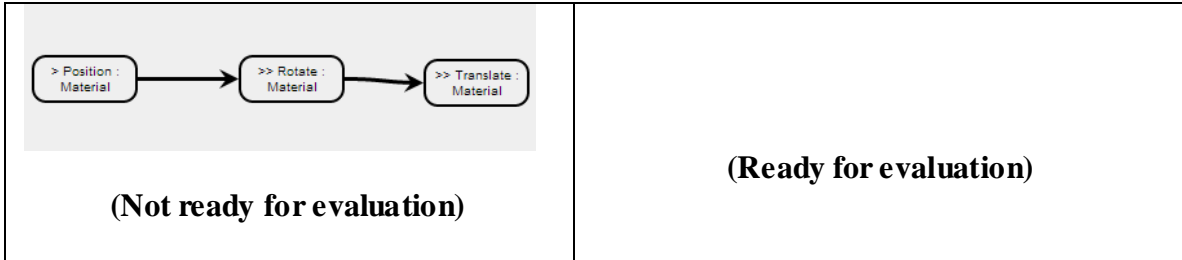 > Position :
Material
>> Rotate :
Material
>> Translate :
Material
(Not ready for evaluation)
(Ready for evaluation)